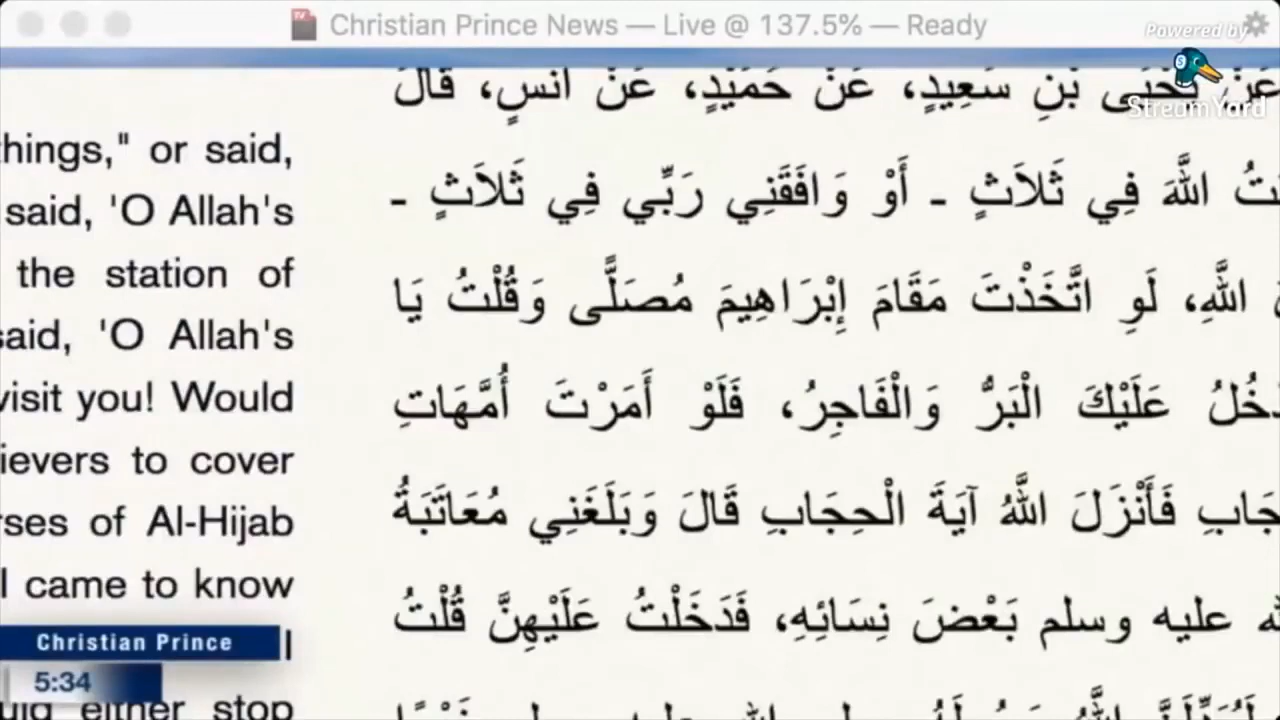 Christian Prince News — Live @ 137.5% — Ready
Powered by
StreamYard
things," or said,
said, 'O Allah's
the station of
said, 'O Allah's
visit you! Would
to cover
of Al-Hijab
I came to know
either stop
عَنْ يَحْيَى بْنِ سَعِيدٍ، عَنْ حُمَيْدٍ، عَنْ أَنَسٍ، قَالَ
اللَّهَ فِي ثَلاَثٍ ـ أَوْ وَافَقَنِي رَبِّي فِي ثَلاَثٍ ـ
اللَّهِ، لَوِ اتَّخَذْتَ مَقَامَ إِبْرَاهِيمَ مُصَلًّى وَقُلْتُ يَا
عَلَيْكَ الْبَرُّ وَالْفَاجِرُ، فَلَوْ أَمَرْتَ أُمَّهَاتِ
فَأَنْزَلَ اللَّهُ آيَةَ الْحِجَابِ قَالَ وَبَلَغَنِي مُعَاتَبَةُ
عليه وسلم بَعْضَ نِسَائِهِ، فَدَخَلْتُ عَلَيْهِنَّ قُلْتُ
Christian Prince
5:34